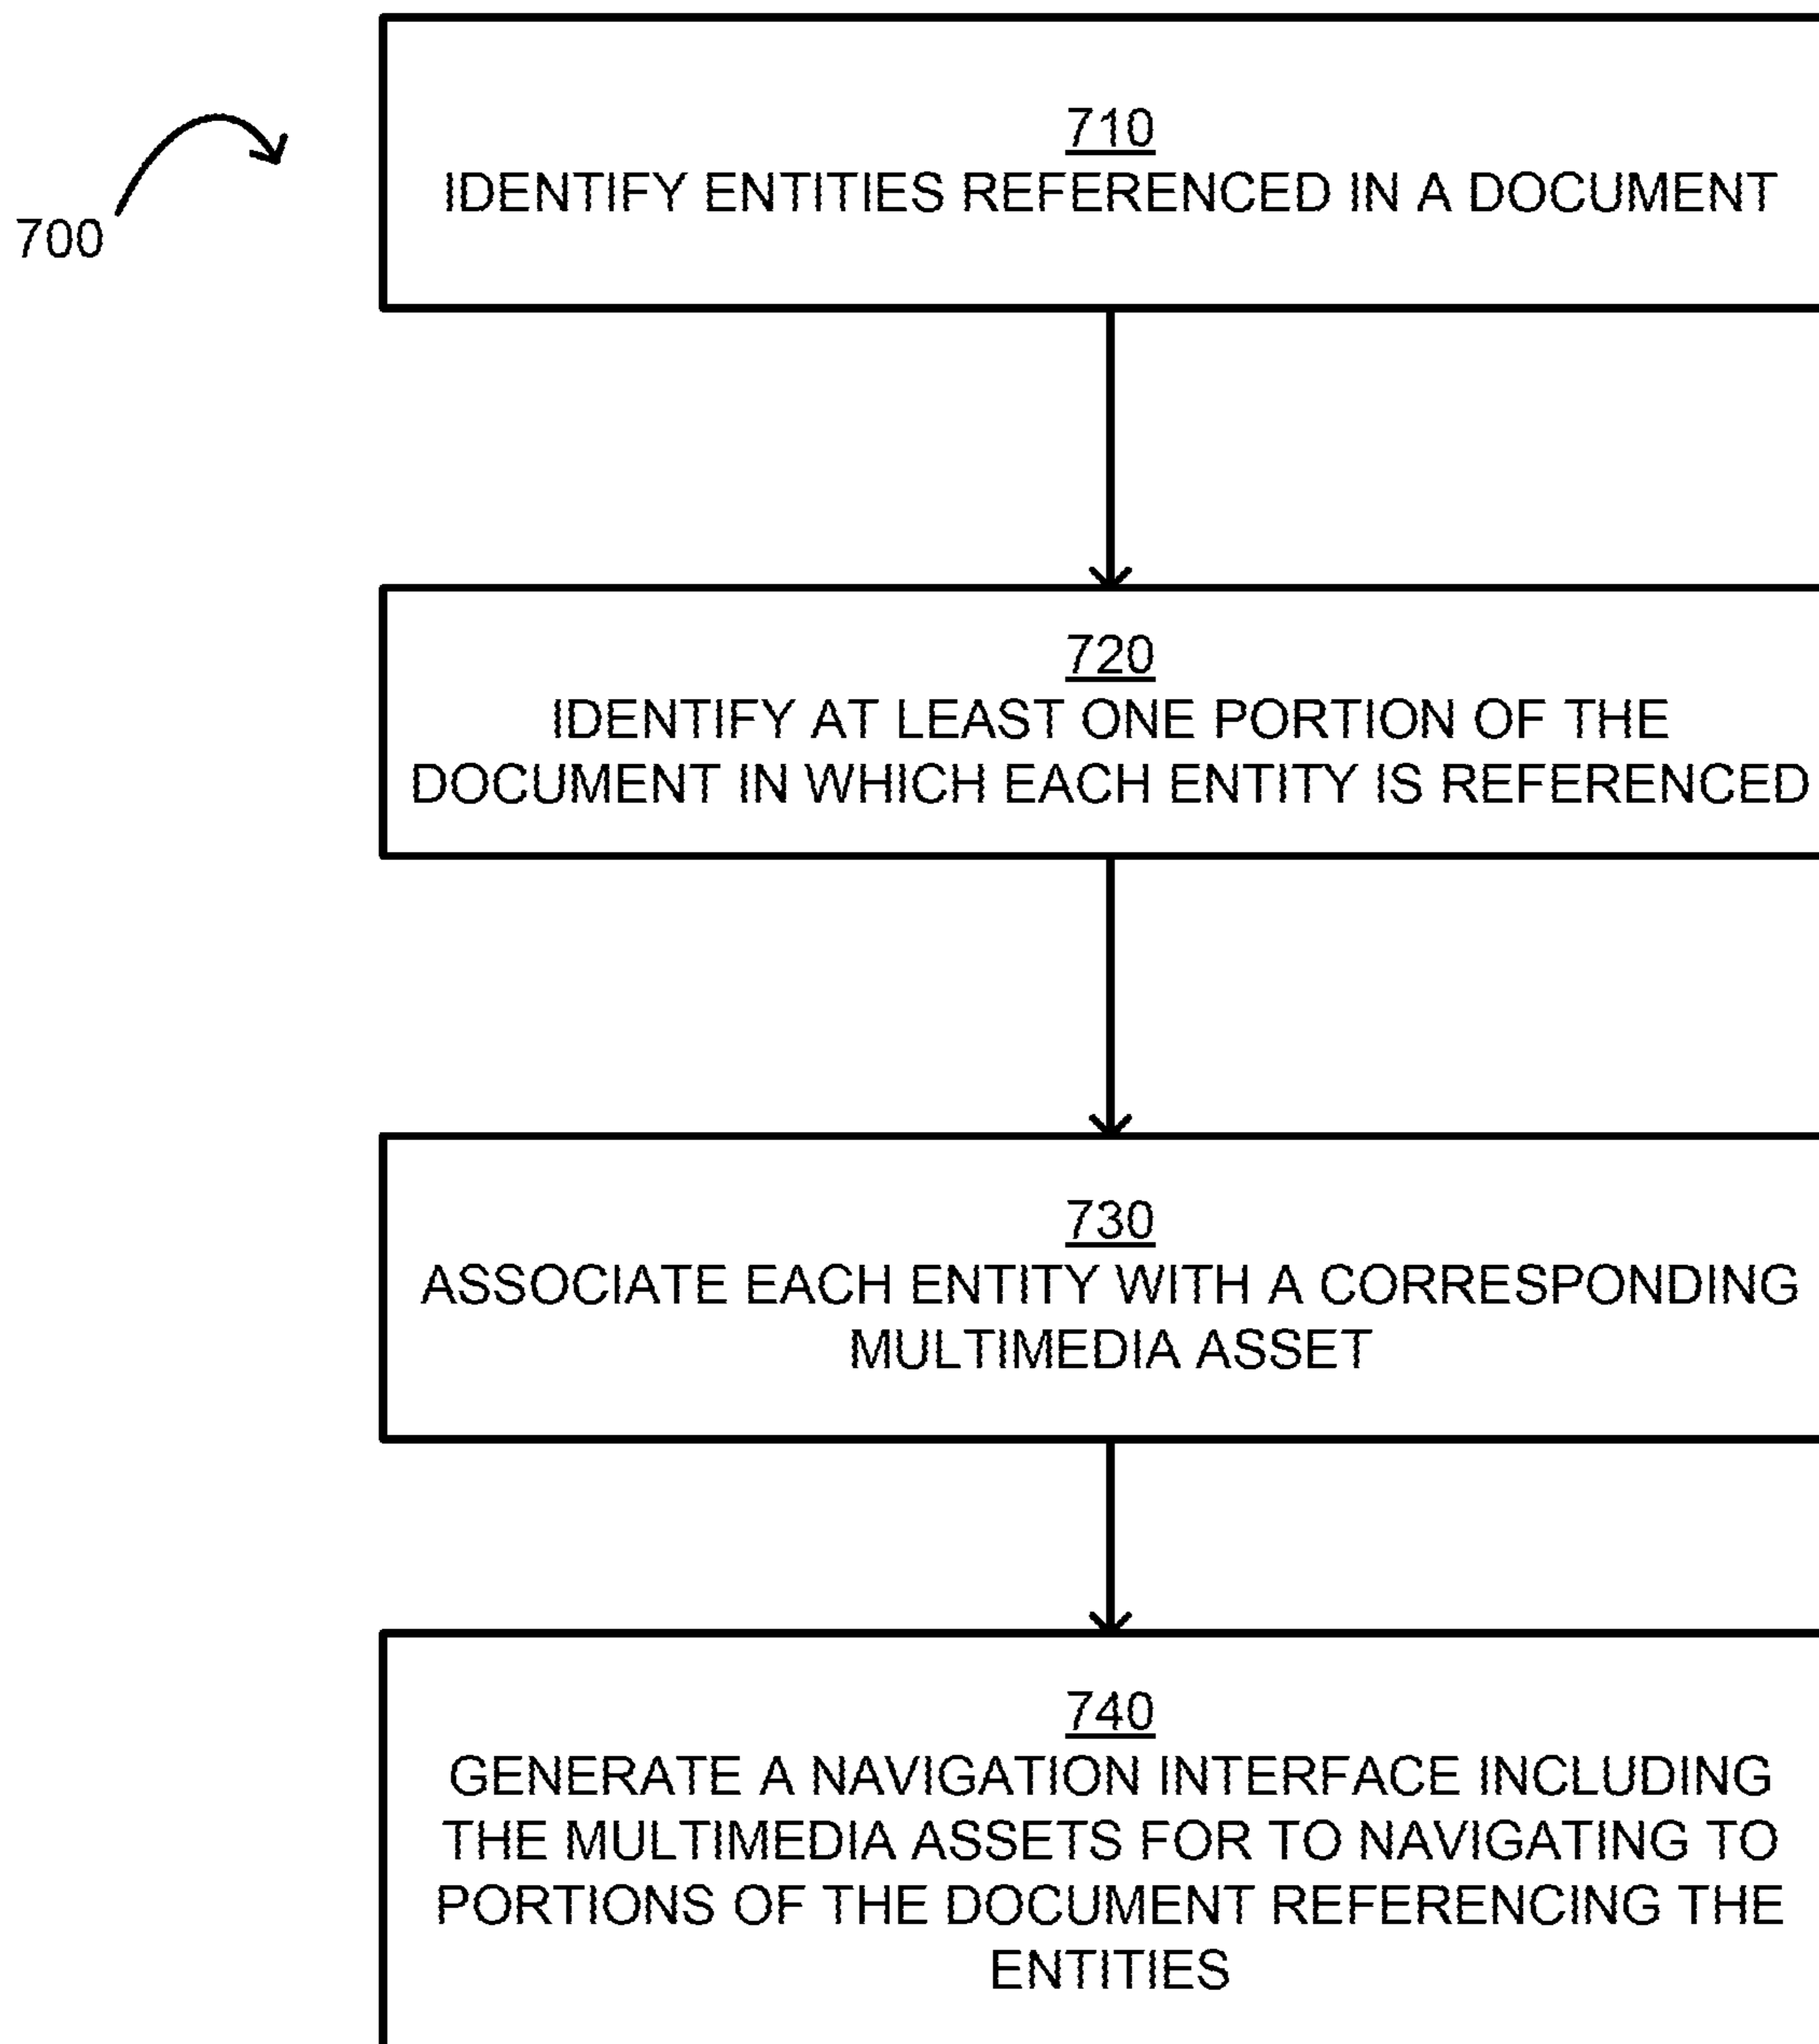 700
710
IDENTIFY ENTITIES REFERENCED IN A DOCUMENT
720
IDENTIFY AT LEAST ONE PORTION OF THE
DOCUMENT IN WHICH EACH ENTITY IS REFERENCED
730
ASSOCIATE EACH ENTITY WITH A CORRESPONDING
MULTIMEDIA ASSET
740
GENERATE A NAVIGATION INTERFACE INCLUDING
THE MULTIMEDIA ASSETS FOR TO NAVIGATING TO
PORTIONS OF THE DOCUMENT REFERENCING THE
ENTITIES